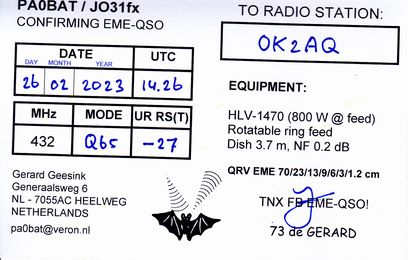 PA0BAT / JO31fx
CONFIRMING EME-QSO
DATE UTC
DAY MONTH YEAR
26 02 2023 14.26
MHz MODE UR RS(T)
432 Q65 -27
Gerard Geesink
Generaalsweg 6
NL - 7055AC HEELWEG
NETHERLANDS
pa0bat@veron.nl
TO RADIO STATION:
OK2AQ
EQUIPMENT:
HLV-1470 (800 W @ feed)
Rotatable ring feed
Dish 3.7 m, NF 0.2 dB
QRV EME 70/23/13/9/6/3/1.2 cm
TNX FB EME-QSO!
73 de GERARD